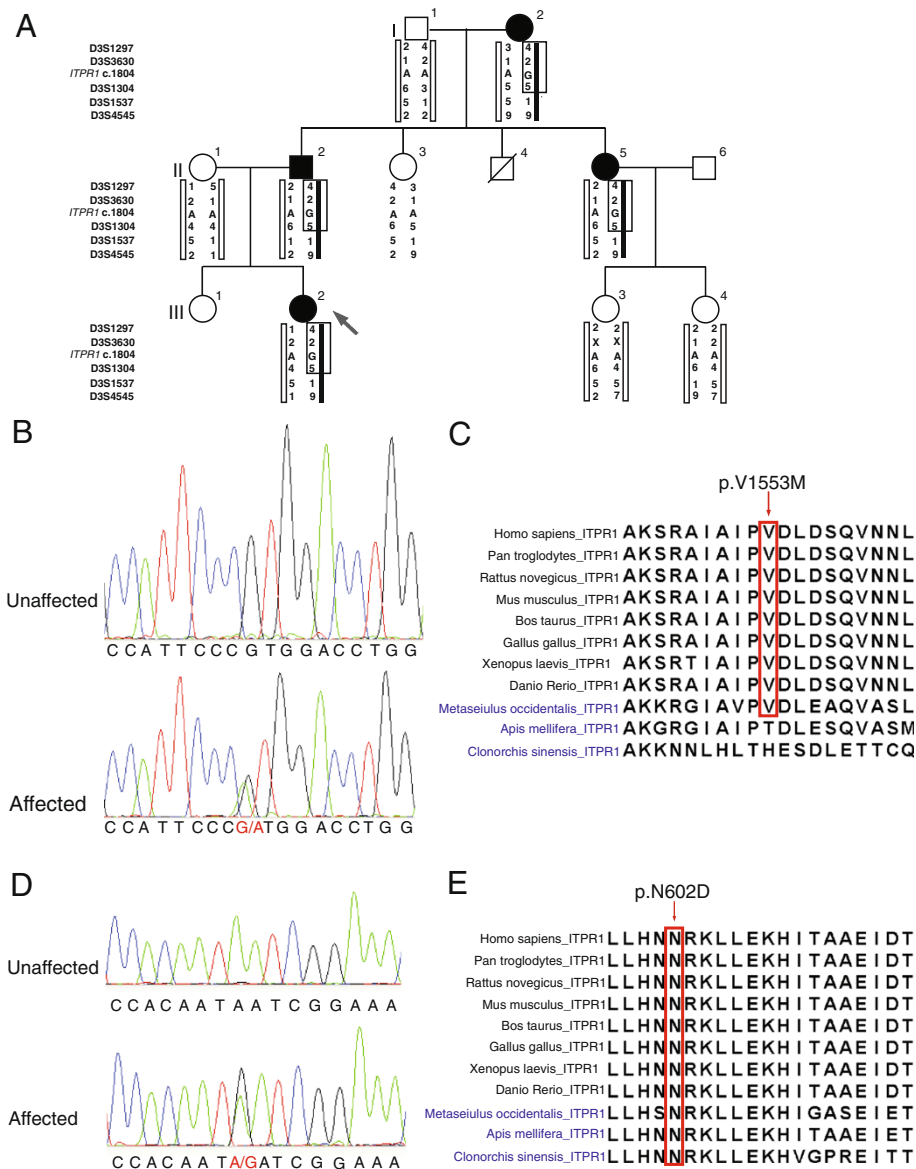 A
I
1
2
D3S1297 2 4 3 4
D3S3630 1 2 1 2
ITPR1 c.1804 A A A G
D3S1304 6 3 5 5
D3S1537 5 1 5 1
D3S4545 2 2 9 9
II
1
2
3
4
5
6
D3S1297 1 5 2 4 4 3 2 4
D3S3630 2 1 1 2 2 1 1 2
ITPR1 c.1804 A A A G A A A G
D3S1304 4 4 6 5 6 5 6 5
D3S1537 5 1 1 1 5 1 5 1
D3S4545 2 1 2 9 2 9 2 9
III
1
2
3
4
D3S1297 1 4 2 2 2 2
D3S3630 2 2 X X 1 2
ITPR1 c.1804 A G A A A A
D3S1304 4 5 6 4 6 4
D3S1537 5 1 5 5 1 5
D3S4545 1 9 2 7 9 7
B
Unaffected
C C A T T C C C G T G G A C C T G G
Affected
C C A T T C C C G/A T G G A C C T G G
C
p.V1553M
Homo sapiens_ITPR1 AKSRAIAIPVDLDSQVNNL
Pan troglodytes_ITPR1 AKSRAIAIPVDLDSQVNNL
Rattus novegicus_ITPR1 AKSRAIAIPVDLDSQVNNL
Mus musculus_ITPR1 AKSRAIAIPVDLDSQVNNL
Bos taurus_ITPR1 AKSRAIAIPVDLDSQVNNL
Gallus gallus_ITPR1 AKSRAIAIPVDLDSQVNNL
Xenopus laevis_ITPR1 AKSRTIAIPVDLDSQVNNL
Danio Rerio_ITPR1 AKSRAIAIPVDLDSQVNNL
Metaseiulus occidentalis_ITPR1 AKKRGIAVPVDLEAQVASL
Apis mellifera_ITPR1 AKGRGIAIPTDLESQVASM
Clonorchis sinensis_ITPR1 AKKNNLHLTHESDLETTCQ
D
Unaffected
C C A C A A T A A T C G G A A A
Affected
C C A C A A T A/G A T C G G A A A
E
p.N602D
Homo sapiens_ITPR1 LLHNNRKLLEKHITAAEIDT
Pan troglodytes_ITPR1 LLHNNRKLLEKHITAAEIDT
Rattus novegicus_ITPR1 LLHNNRKLLEKHITAAEIDT
Mus musculus_ITPR1 LLHNNRKLLEKHITAAEIDT
Bos taurus_ITPR1 LLHNNRKLLEKHITAAEIDT
Gallus gallus_ITPR1 LLHNNRKLLEKHITAAEIDT
Xenopus laevis_ITPR1 LLHNNRKLLEKHITAAEIDT
Danio Rerio_ITPR1 LLHNNRKLLEKHITAAEIDT
Metaseiulus occidentalis_ITPR1 LLHSNRKLLEKHIGASEIET
Apis mellifera_ITPR1 LLHNNRKLLEKHITAAEIET
Clonorchis sinensis_ITPR1 LLHNNRKLLEKHVGPREITT